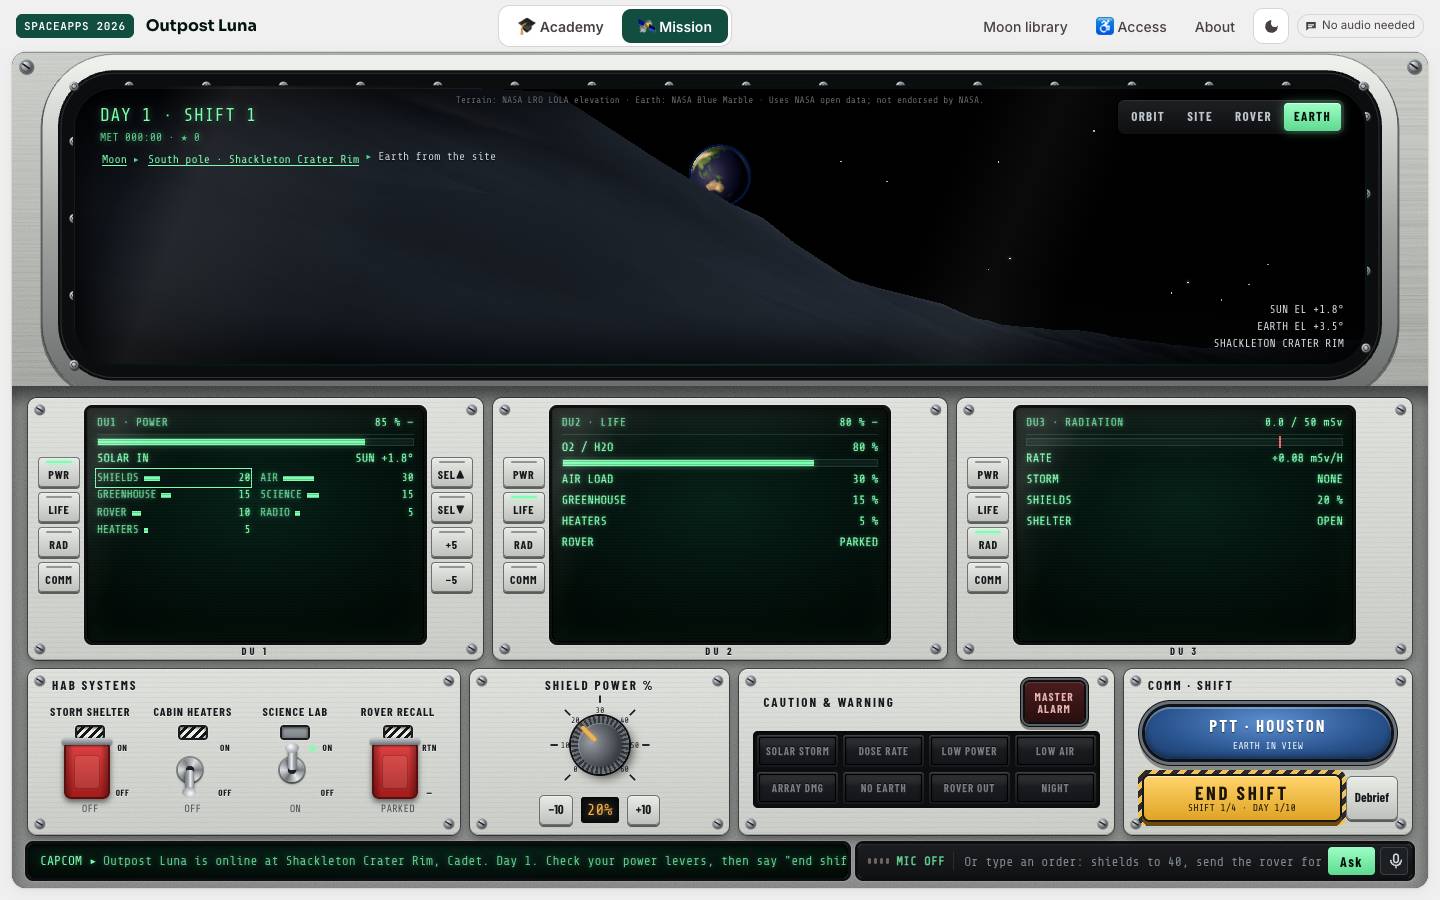 SPACEAPPS 2026 Outpost Luna Academy Mission Moon library Access About No audio needed
Terrain: NASA LRO LOLA elevation · Earth: NASA Blue Marble · Uses NASA open data; not endorsed by NASA.
DAY 1 · SHIFT 1
MET 000:00 · ★ 0
Moon ▸ South pole · Shackleton Crater Rim ▸ Earth from the site
ORBIT SITE ROVER EARTH
SUN EL +1.8°
EARTH EL +3.5°
SHACKLETON CRATER RIM
PWR
LIFE
RAD
COMM
DU1 · POWER 85 % —
SOLAR IN SUN +1.8°
SHIELDS 20 AIR 30
GREENHOUSE 15 SCIENCE 15
ROVER 10 RADIO 5
HEATERS 5
SEL▲
SEL▼
+5
−5
DU 1
PWR
LIFE
RAD
COMM
DU2 · LIFE 80 % —
O2 / H2O 80 %
AIR LOAD 30 %
GREENHOUSE 15 %
HEATERS 5 %
ROVER PARKED
DU 2
PWR
LIFE
RAD
COMM
DU3 · RADIATION 0.0 / 50 mSv
RATE +0.08 mSv/H
STORM NONE
SHIELDS 20 %
SHELTER OPEN
DU 3
HAB SYSTEMS
STORM SHELTER CABIN HEATERS SCIENCE LAB ROVER RECALL
ON ON ON RTN
OFF OFF OFF —
OFF OFF ON PARKED
SHIELD POWER %
0 10 20 30 40 50 60
−10 20% +10
CAUTION & WARNING
MASTER
ALARM
SOLAR STORM DOSE RATE LOW POWER LOW AIR
ARRAY DMG NO EARTH ROVER OUT NIGHT
COMM · SHIFT
PTT · HOUSTON
EARTH IN VIEW
END SHIFT
SHIFT 1/4 · DAY 1/10
Debrief
CAPCOM ▸ Outpost Luna is online at Shackleton Crater Rim, Cadet. Day 1. Check your power levers, then say "end shif
MIC OFF Or type an order: shields to 40, send the rover for Ask